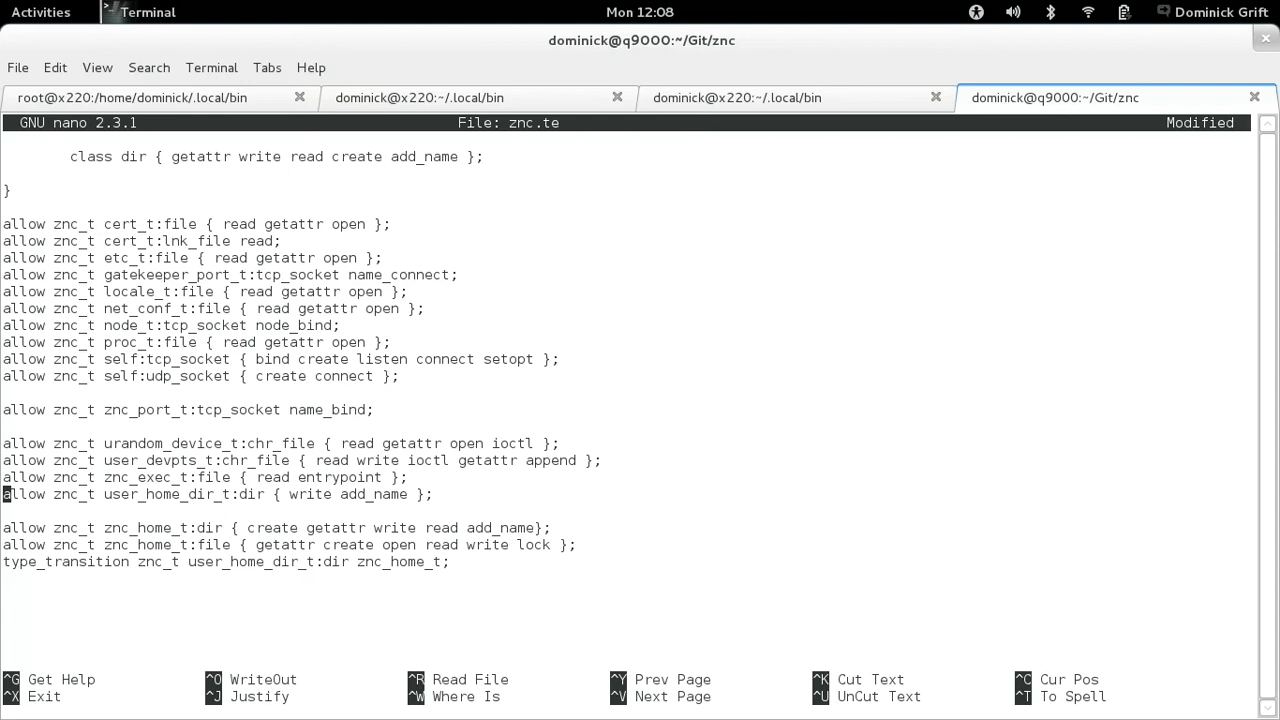 Activities
Terminal
Mon 12:08
Dominick Grift
dominick@q9000:~/Git/znc
File Edit View Search Terminal Tabs Help
root@x220:/home/dominick/.local/bin
dominick@x220:~/.local/bin
dominick@x220:~/.local/bin
dominick@q9000:~/Git/znc
GNU nano 2.3.1 File: znc.te Modified
class dir { getattr write read create add_name };
}
allow znc_t cert_t:file { read getattr open };
allow znc_t cert_t:lnk_file read;
allow znc_t etc_t:file { read getattr open };
allow znc_t gatekeeper_port_t:tcp_socket name_connect;
allow znc_t locale_t:file { read getattr open };
allow znc_t net_conf_t:file { read getattr open };
allow znc_t node_t:tcp_socket node_bind;
allow znc_t proc_t:file { read getattr open };
allow znc_t self:tcp_socket { bind create listen connect setopt };
allow znc_t self:udp_socket { create connect };
allow znc_t znc_port_t:tcp_socket name_bind;
allow znc_t urandom_device_t:chr_file { read getattr open ioctl };
allow znc_t user_devpts_t:chr_file { read write ioctl getattr append };
allow znc_t znc_exec_t:file { read entrypoint };
allow znc_t user_home_dir_t:dir { write add_name };
allow znc_t znc_home_t:dir { create getattr write read add_name};
allow znc_t znc_home_t:file { getattr create open read write lock };
type_transition znc_t user_home_dir_t:dir znc_home_t;
^G Get Help ^O WriteOut ^R Read File ^Y Prev Page ^K Cut Text ^C Cur Pos
^X Exit ^J Justify ^W Where Is ^V Next Page ^U UnCut Text ^T To Spell